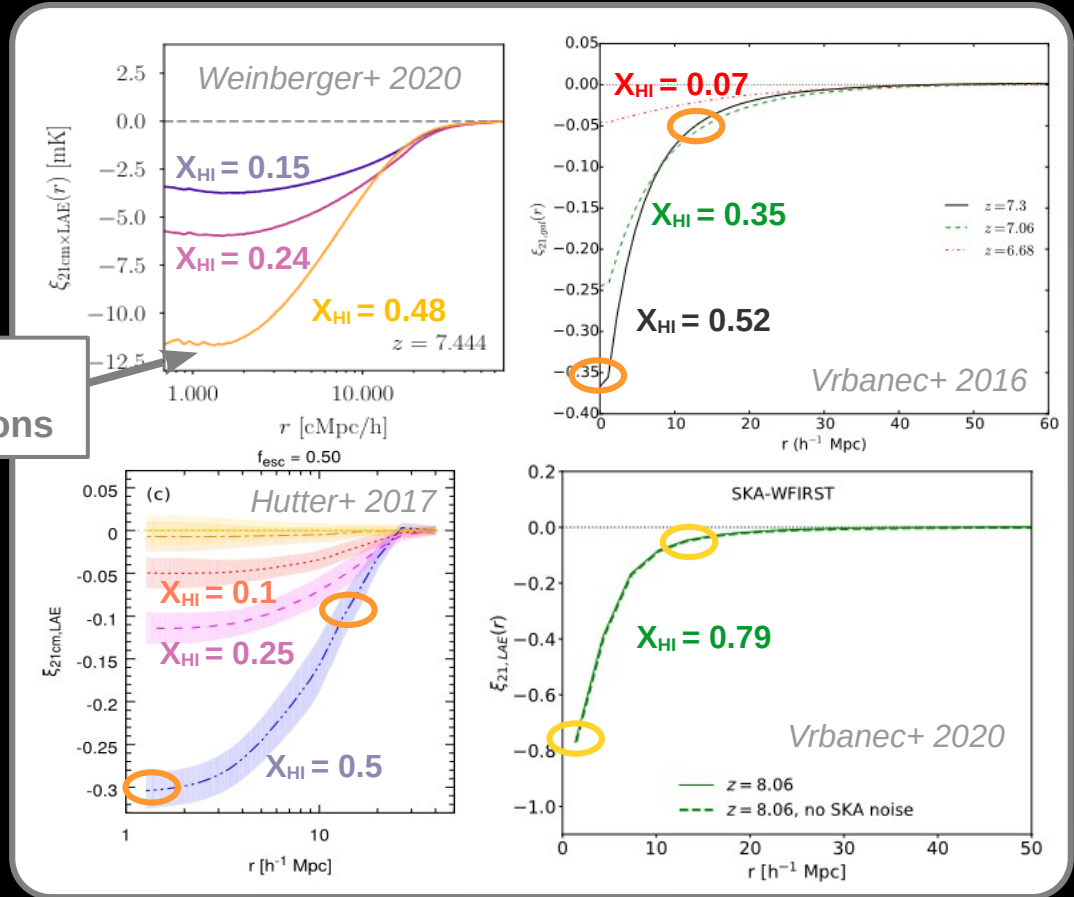 Weinberger+ 2020
2.5
0.0
−2.5
−5.0
−7.5
−10.0
−12.5
ξ21cm×LAE(r) [mK]
XHI = 0.15
XHI = 0.24
XHI = 0.48
z = 7.444
1.000
10.000
r [cMpc/h]
ons
0.05
0.00
−0.05
−0.10
−0.15
−0.20
−0.25
−0.30
−0.35
−0.40
ξ21,gal(r)
XHI = 0.07
XHI = 0.35
XHI = 0.52
z=7.3
z=7.06
z=6.68
Vrbanec+ 2016
0
10
20
30
40
50
60
r (h−1 Mpc)
fesc = 0.50
(c)
Hutter+ 2017
0.05
0
-0.05
-0.1
-0.15
-0.2
-0.25
-0.3
ξ21cm,LAE
XHI = 0.1
XHI = 0.25
XHI = 0.5
1
10
r [h-1 Mpc]
SKA-WFIRST
0.2
0.0
−0.2
−0.4
−0.6
−0.8
−1.0
ξ21,LAE(r)
XHI = 0.79
Vrbanec+ 2020
z = 8.06
z = 8.06, no SKA noise
0
10
20
30
40
50
r [h−1 Mpc]